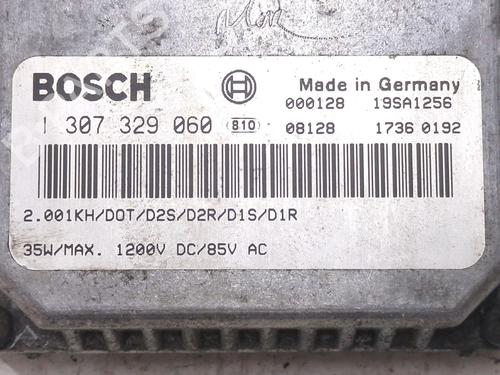 BOSCH Made in Germany
000128 19SA1256
1 307 329 060 810 08128 1736 0192
2.001KH/DOT/D2S/D2R/D1S/D1R
35W/MAX. 1200V DC/85V AC